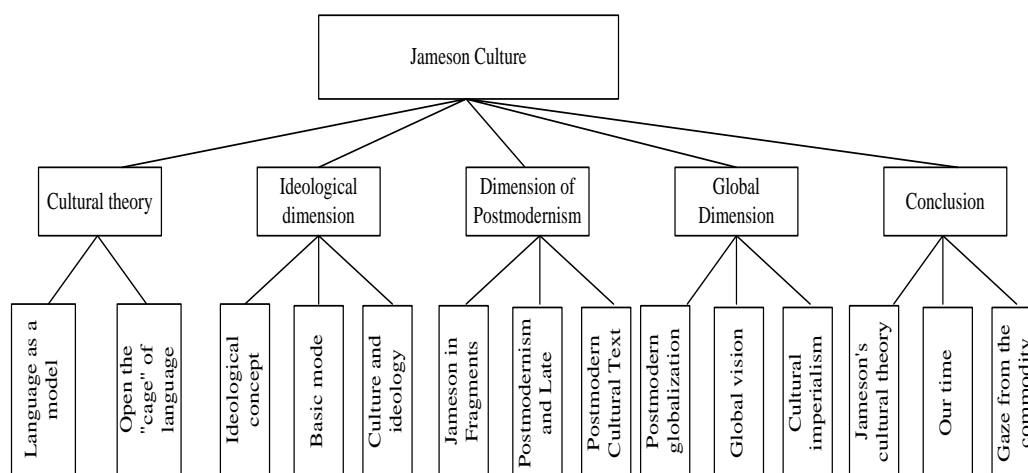 Jameson Culture
Cultural theory
Ideological
dimension
Dimension of
Postmodernism
Global
Dimension
Conclusion
Language as a
model
Open the
"cage" of
language
Ideological
concept
Basic mode
Culture and
ideology
Jameson in
Fragments
Postmodernism
and Late
Postmodern
Cultural Text
Postmodern
globalization
Global vision
Cultural
imperialism
Jameson's
cultural theory
Our time
Gaze from the
commodity